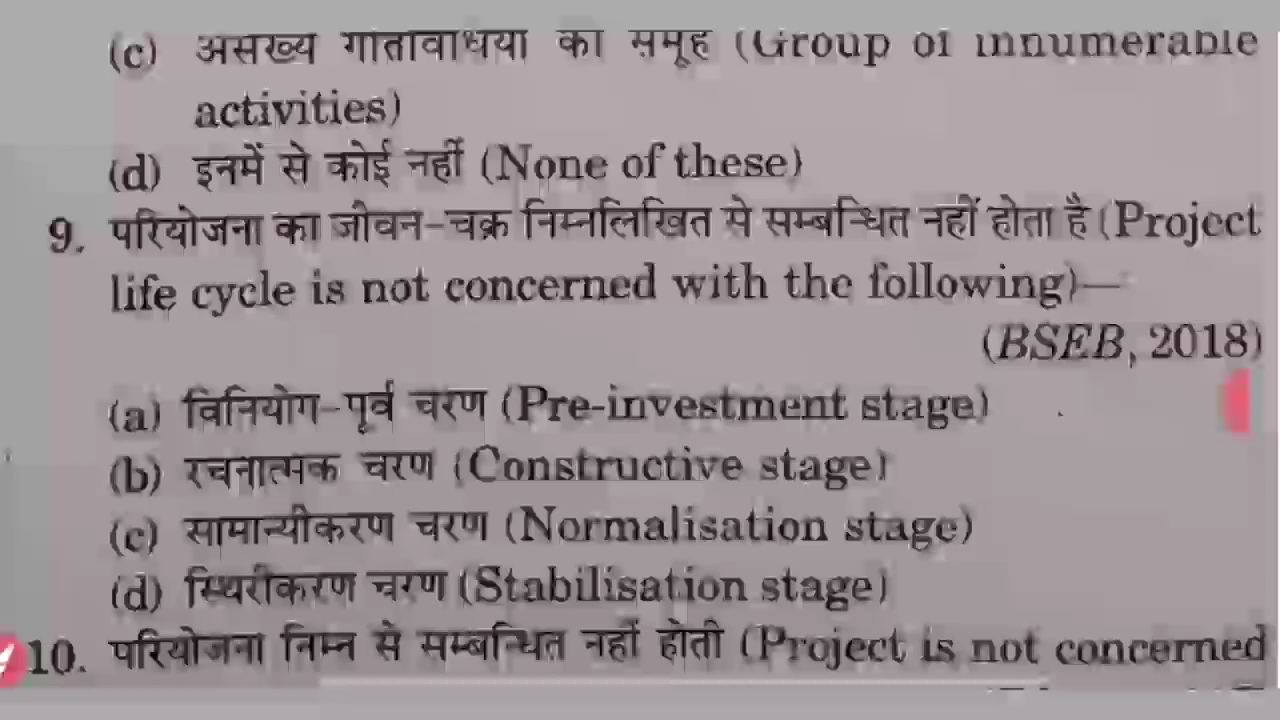 (c) असंख्य गतिविधियों का समूह (Group of innumerable
activities)
(d) इनमें से कोई नहीं (None of these)
9. परियोजना का जीवन-चक्र निम्नलिखित से सम्बन्धित नहीं होता है (Project
life cycle is not concerned with the following)—
(BSEB, 2018)
(a) विनियोग-पूर्व चरण (Pre-investment stage)
(b) रचनात्मक चरण (Constructive stage)
(c) सामान्यीकरण चरण (Normalisation stage)
(d) स्थिरीकरण चरण (Stabilisation stage)
10. परियोजना निम्न से सम्बन्धित नहीं होती (Project is not concerned